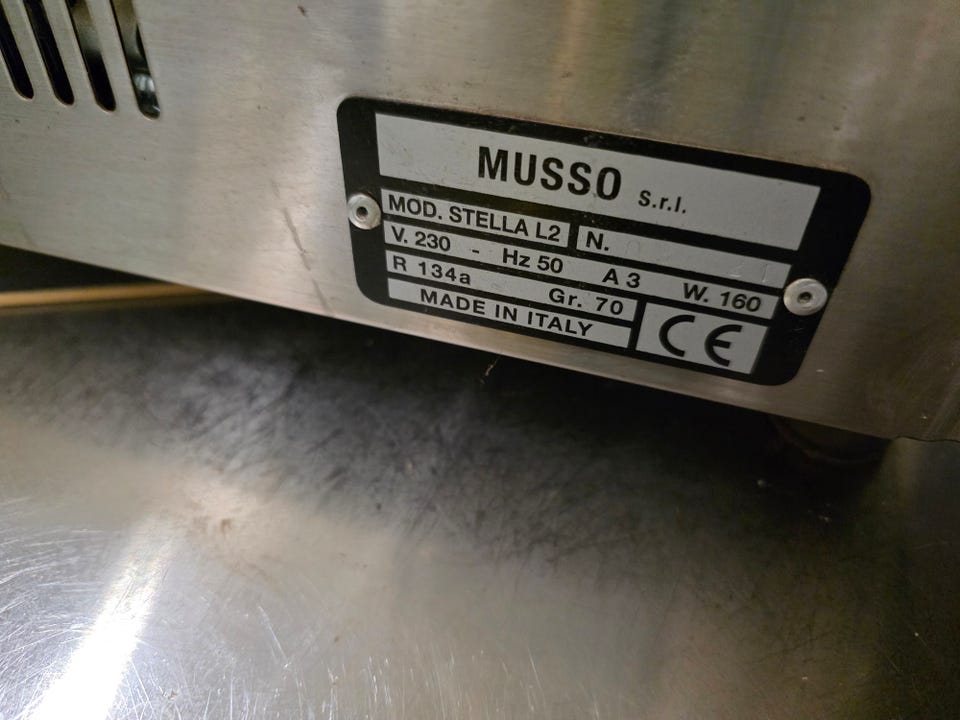 MUSSO S.r.l.
MOD. STELLA L2 N.
V. 230 - Hz 50 A 3 W. 160
R 134a Gr. 70
MADE IN ITALY CE